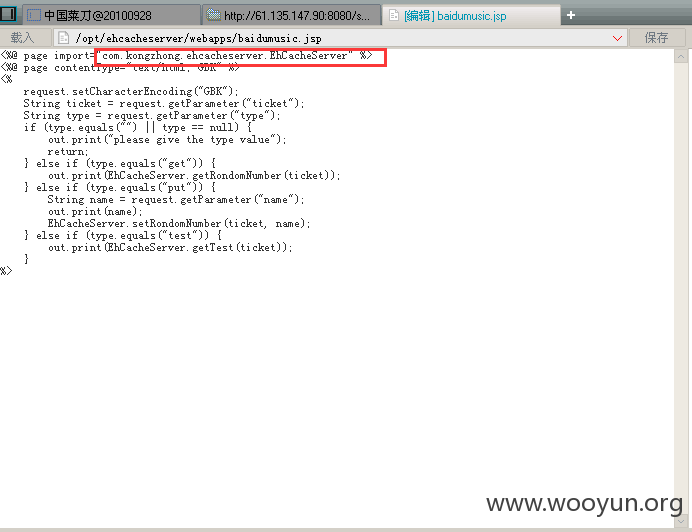 中国菜刀@20100928
http://61.135.147.90:8080/s...
[编辑] baidumusic.jsp
+
載入
/opt/ehcacheserver/webapps/baidumusic.jsp
保存
<%@ page import="com.kongzhong.ehcacheserver.EhCacheServer" %>
<%@ page contentType="text/html; GBK" %>
<%
request.setCharacterEncoding("GBK");
String ticket = request.getParameter("ticket");
String type = request.getParameter("type");
if (type.equals("") || type == null) {
out.print("please give the type value");
return;
} else if (type.equals("get")) {
out.print(EhCacheServer.getRondomNumber(ticket));
} else if (type.equals("put")) {
String name = request.getParameter("name");
out.print(name);
EhCacheServer.setRondomNumber(ticket, name);
} else if (type.equals("test")) {
out.print(EhCacheServer.getTest(ticket));
}
%>
www.wooyun.org